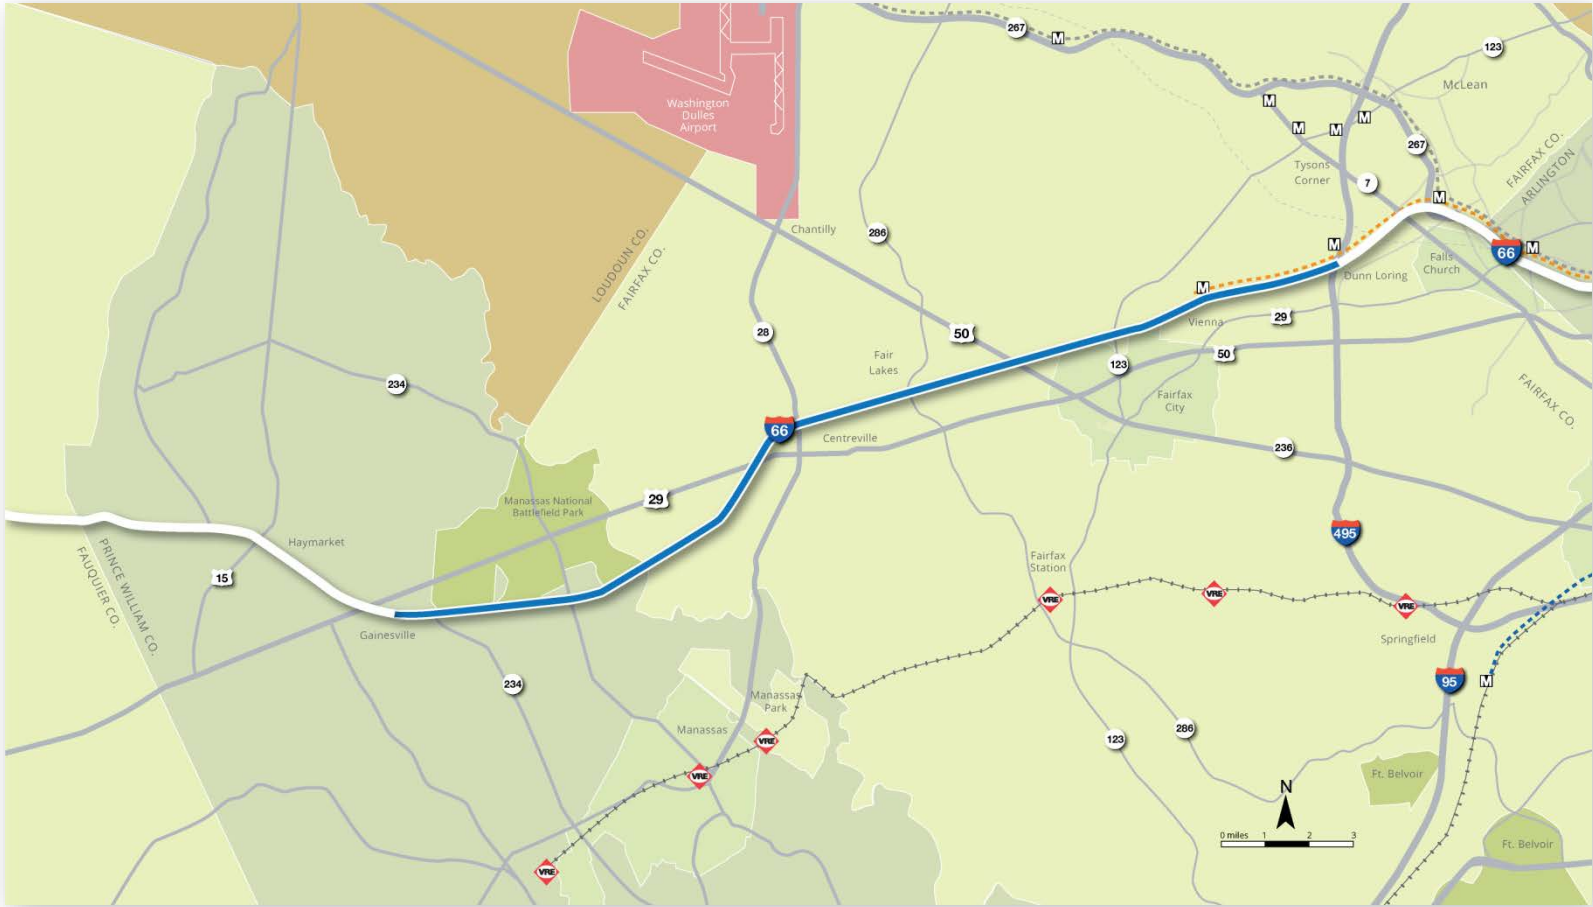 267
M
123
McLean
Washington
Dulles
Airport
M
M
M
M
267
FAIRFAX CO.
ARLINGTON
Tysons
Corner
7
M
LOUDOUN CO.
FAIRFAX CO.
Chantilly
286
M
M
66
Falls
Church
Dunn Loring
M
Vienna
29
28
50
50
Fair
Lakes
123
234
Fairfax
City
FAIRFAX CO.
66
Centreville
236
29
Manassas National
Battlefield Park
495
Haymarket
PRINCE WILLIAM CO.
FAUQUIER CO.
15
Fairfax
Station
VRE
VRE
VRE
Gainesville
Springfield
234
95
M
Manassas
Park
Manassas
VRE
123
286
VRE
Ft. Belvoir
N
0 miles 1 2 3
Ft. Belvoir
VRE